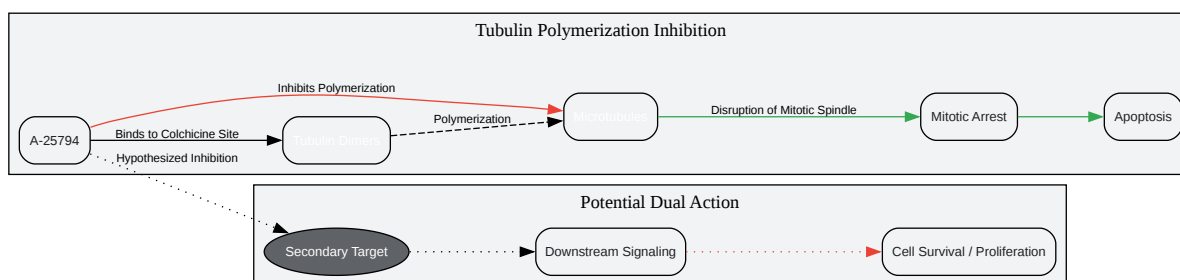 Tubulin Polymerization Inhibition
Inhibits Polymerization
A-25794
Binds to Colchicine Site
Tubulin Dimers
Polymerization
Microtubules
Disruption of Mitotic Spindle
Mitotic Arrest
Apoptosis
Hypothesized Inhibition
Potential Dual Action
Secondary Target
Downstream Signaling
Cell Survival / Proliferation